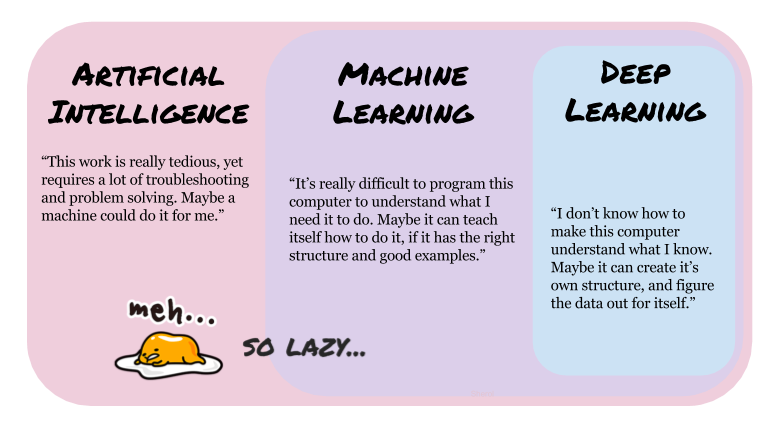 Artificial
Intelligence
“This work is really tedious, yet
requires a lot of troubleshooting
and problem solving. Maybe a
machine could do it for me.”
Machine
Learning
“It’s really difficult to program this
computer to understand what I
need it to do. Maybe it can teach
itself how to do it, if it has the right
structure and good examples.”
Deep
Learning
“I don’t know how to
make this computer
understand what I know.
Maybe it can create it’s
own structure, and figure
the data out for itself.”
meh...
so lazy...